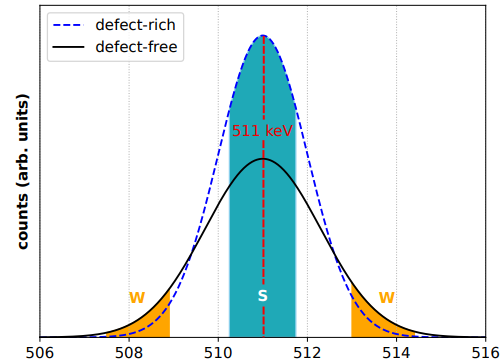 defect-rich
defect-free
counts (arb. units)
511 keV
W
S
W
506
508
510
512
514
516